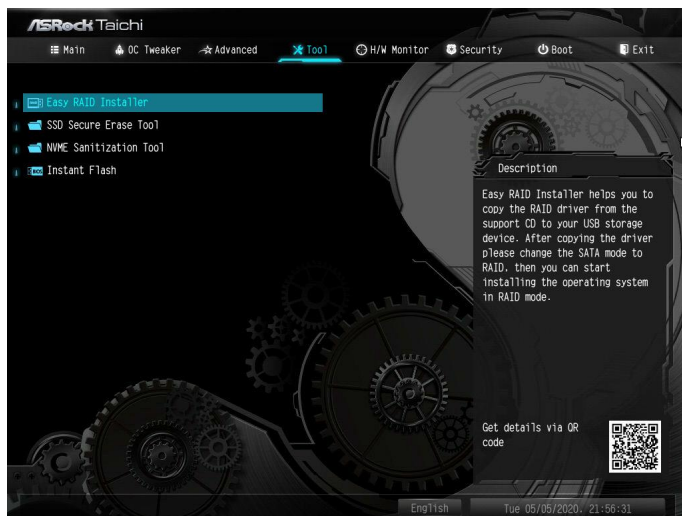 ASRock Taichi
Main OC Tweaker Advanced Tool H/W Monitor Security Boot Exit
Easy RAID Installer
SSD Secure Erase Tool
NVME Sanitization Tool
BIOS Instant Flash
Description
Easy RAID Installer helps you to
copy the RAID driver from the
support CD to your USB storage
device. After copying the driver
please change the SATA mode to
RAID, then you can start
installing the operating system
in RAID mode.
Get details via QR
code
English Tue 05/05/2020. 21:56:31